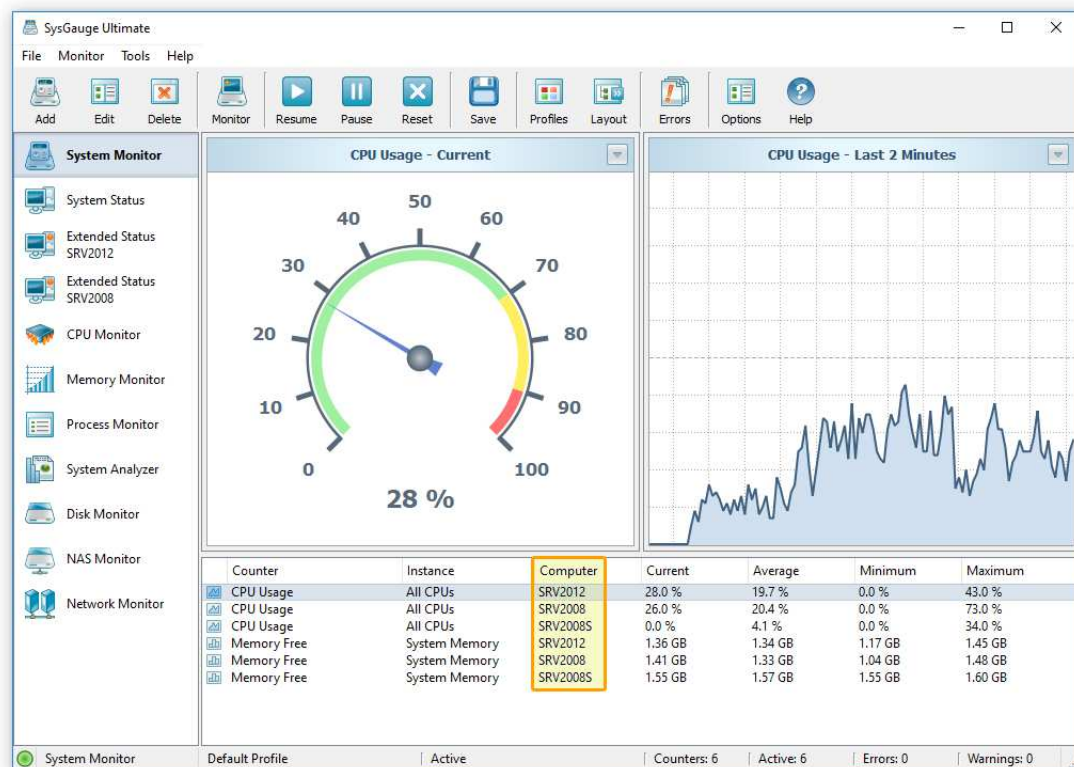 SysGauge Ultimate
File Monitor Tools Help
Add Edit Delete Monitor Resume Pause Reset Save Profiles Layout Errors Options Help
System Monitor
System Status
Extended Status
SRV2012
Extended Status
SRV2008
CPU Monitor
Memory Monitor
Process Monitor
System Analyzer
Disk Monitor
NAS Monitor
Network Monitor
CPU Usage - Current
0
10
20
30
40
50
60
70
80
90
100
28 %
CPU Usage - Last 2 Minutes
Counter Instance Computer Current Average Minimum Maximum
CPU Usage All CPUs SRV2012 28.0 % 19.7 % 0.0 % 43.0 %
CPU Usage All CPUs SRV2008 26.0 % 20.4 % 0.0 % 73.0 %
CPU Usage All CPUs SRV2008S 0.0 % 4.1 % 0.0 % 34.0 %
Memory Free System Memory SRV2012 1.36 GB 1.34 GB 1.17 GB 1.45 GB
Memory Free System Memory SRV2008 1.41 GB 1.33 GB 1.04 GB 1.48 GB
Memory Free System Memory SRV2008S 1.55 GB 1.57 GB 1.55 GB 1.60 GB
System Monitor Default Profile Active Counters: 6 Active: 6 Errors: 0 Warnings: 0